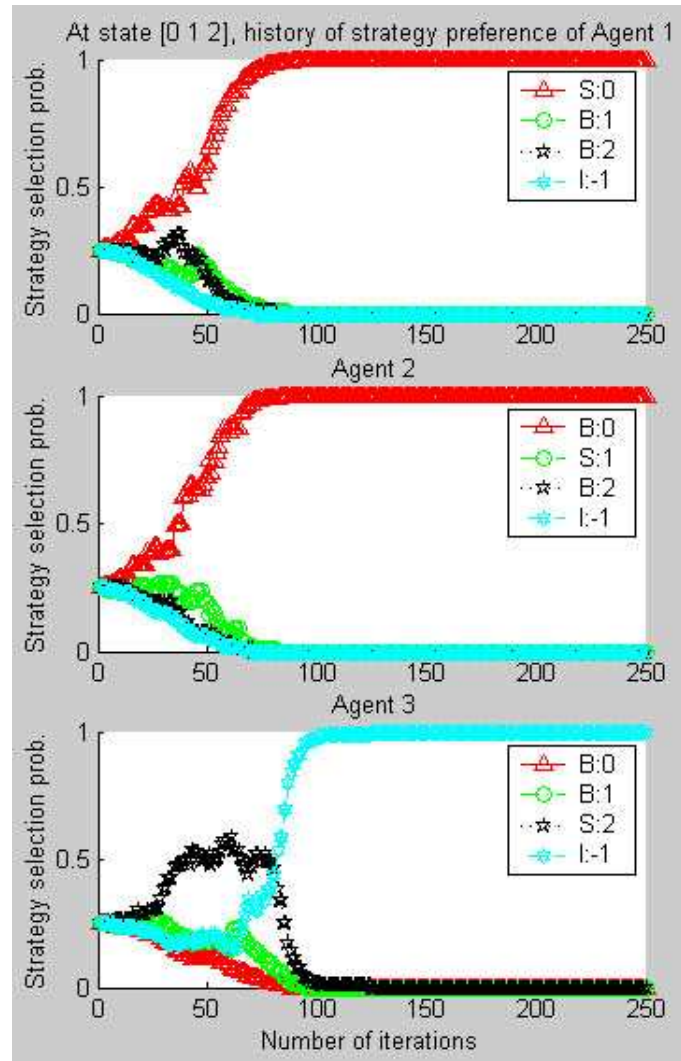 At state [0 1 2], history of strategy preference of Agent 1
Strategy selection prob.
1
0.5
0
S:0
B:1
B:2
I:-1
0 50 100 150 200 250
Agent 2
Strategy selection prob.
1
0.5
0
B:0
S:1
B:2
I:-1
0 50 100 150 200 250
Agent 3
Strategy selection prob.
1
0.5
0
B:0
B:1
S:2
I:-1
0 50 100 150 200 250
Number of iterations